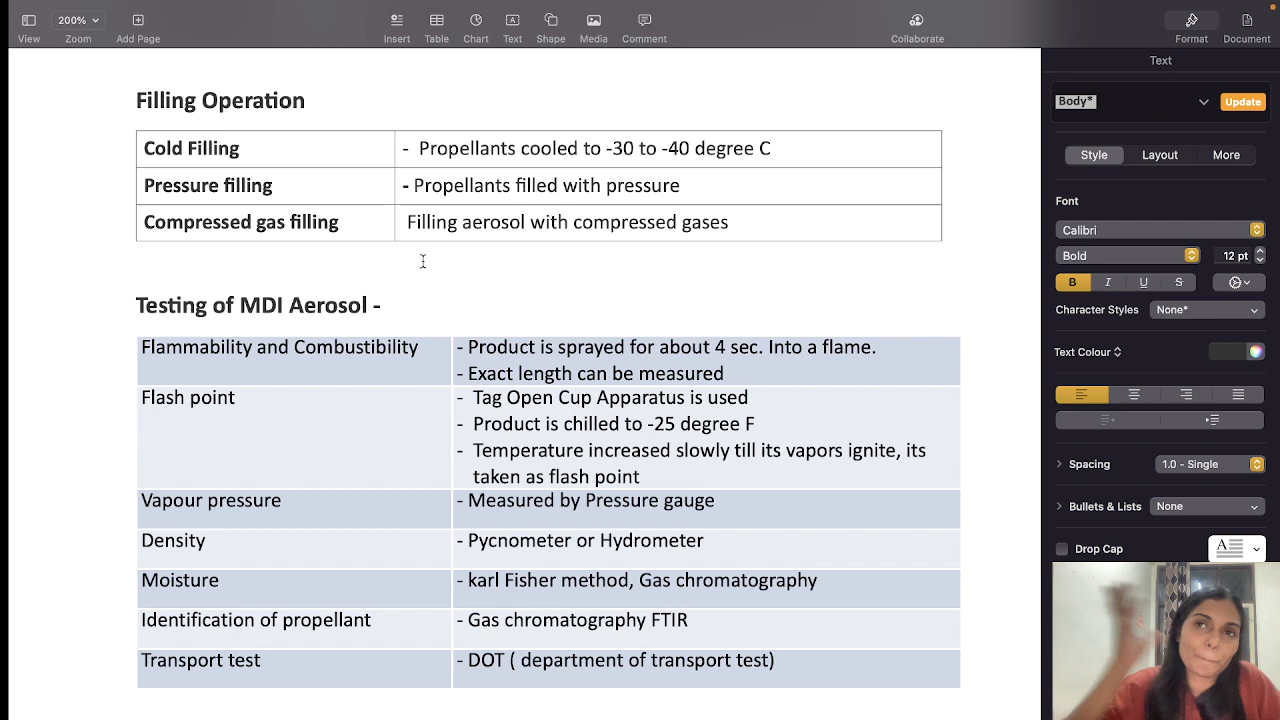 View
200%
Zoom
Add Page
Insert
Table
Chart
Text
Shape
Media
Comment
Collaborate
Format
Document
Filling Operation
Cold Filling
- Propellants cooled to -30 to -40 degree C
Pressure filling
- Propellants filled with pressure
Compressed gas filling
Filling aerosol with compressed gases
Testing of MDI Aerosol -
Flammability and Combustibility
- Product is sprayed for about 4 sec. Into a flame.
- Exact length can be measured
Flash point
- Tag Open Cup Apparatus is used
- Product is chilled to -25 degree F
- Temperature increased slowly till its vapors ignite, its
taken as flash point
Vapour pressure
- Measured by Pressure gauge
Density
- Pycnometer or Hydrometer
Moisture
- karl Fisher method, Gas chromatography
Identification of propellant
- Gas chromatography FTIR
Transport test
- DOT ( department of transport test)
Text
Body*
Update
Style
Layout
More
Font
Calibri
Bold
12 pt
B I U S
Character Styles
None*
Text Colour
Spacing
1.0 - Single
Bullets & Lists
None
Drop Cap
A